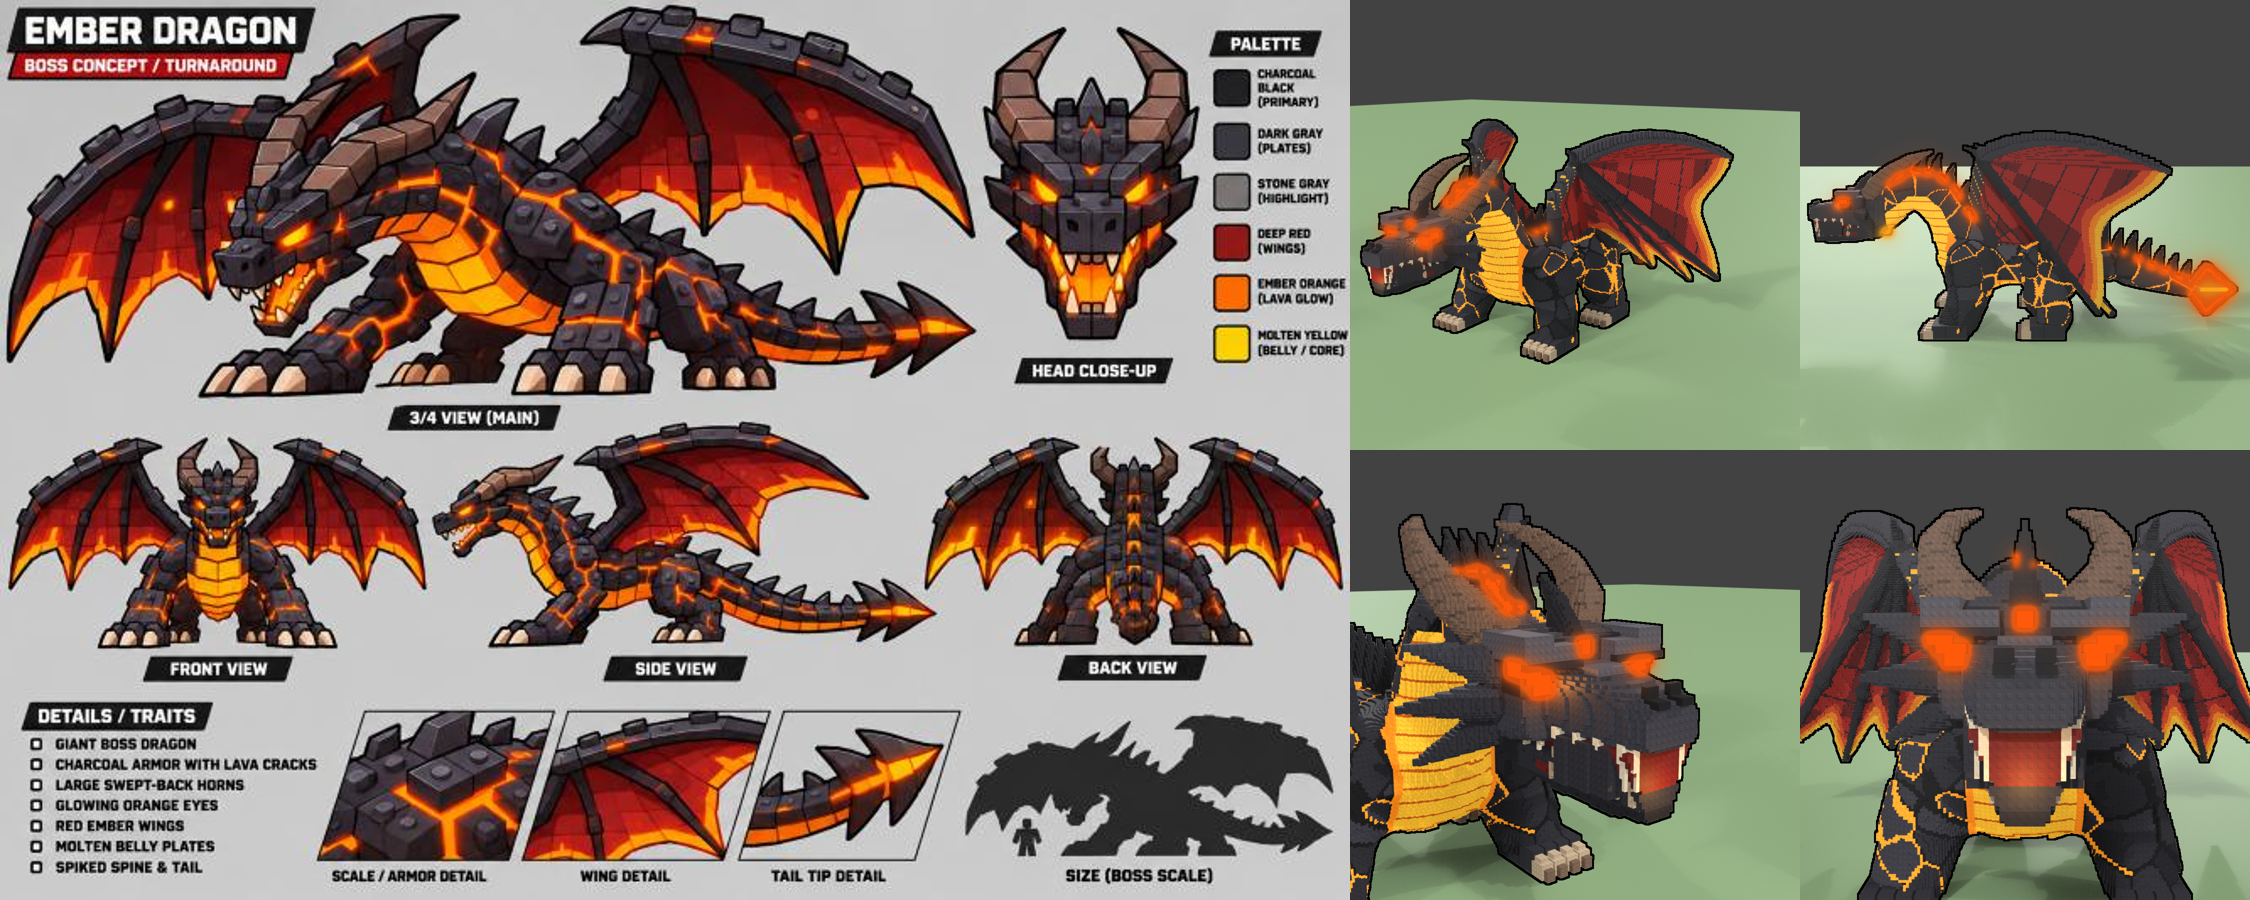 EMBER DRAGON
BOSS CONCEPT / TURNAROUND
3/4 VIEW (MAIN)
HEAD CLOSE-UP
PALETTE
CHARCOAL
BLACK
(PRIMARY)
DARK GRAY
(PLATES)
STONE GRAY
(HIGHLIGHT)
DEEP RED
(WINGS)
EMBER ORANGE
(LAVA GLOW)
MOLTEN YELLOW
(BELLY / CORE)
FRONT VIEW
SIDE VIEW
BACK VIEW
DETAILS / TRAITS
GIANT BOSS DRAGON
CHARCOAL ARMOR WITH LAVA CRACKS
LARGE SWEPT-BACK HORNS
GLOWING ORANGE EYES
RED EMBER WINGS
MOLTEN BELLY PLATES
SPIKED SPINE & TAIL
SCALE / ARMOR DETAIL
WING DETAIL
TAIL TIP DETAIL
SIZE (BOSS SCALE)